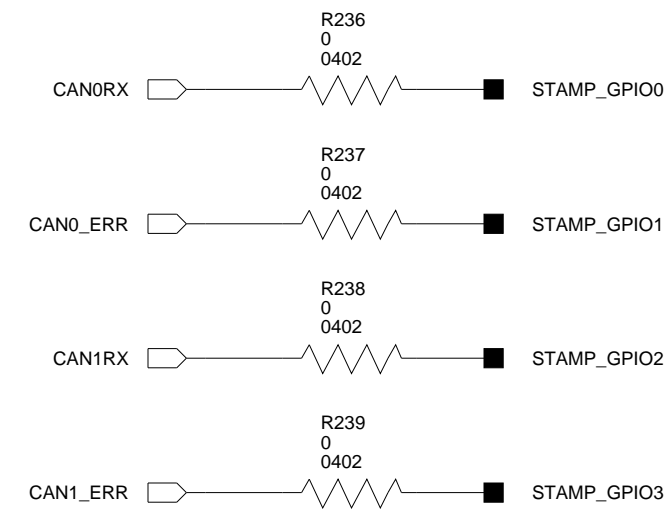 R236
0
0402
CAN0RX
STAMP_GPIO0
R237
0
0402
CAN0_ERR
STAMP_GPIO1
R238
0
0402
CAN1RX
STAMP_GPIO2
R239
0
0402
CAN1_ERR
STAMP_GPIO3